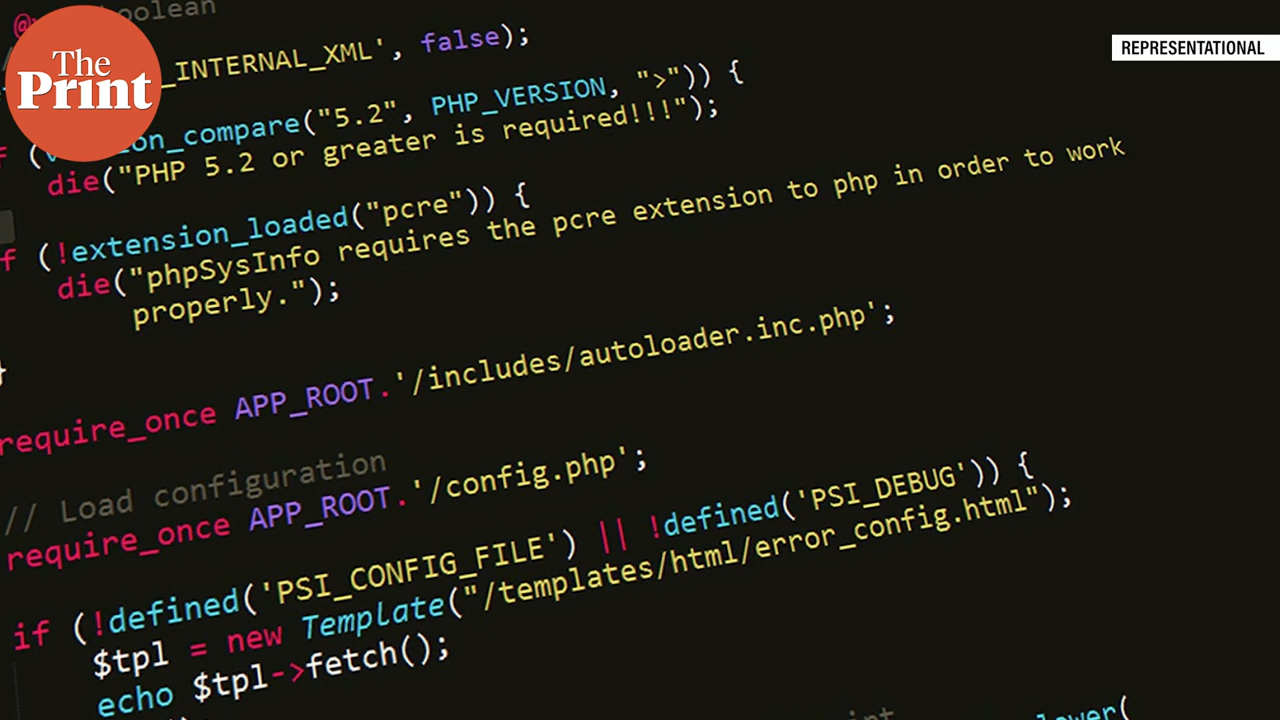 The
Print
REPRESENTATIONAL
boolean
_INTERNAL_XML', false);
on_compare("5.2", PHP_VERSION, ">")) {
die("PHP 5.2 or greater is required!!!");
(!extension_loaded("pcre")) {
die("phpSysInfo requires the pcre extension to php in order to work
properly.");
}
require_once APP_ROOT.'/includes/autoloader.inc.php';
// Load configuration
require_once APP_ROOT.'/config.php';
if (!defined('PSI_CONFIG_FILE') || !defined('PSI_DEBUG')) {
$tpl = new Template("/templates/html/error_config.html");
echo $tpl->fetch();